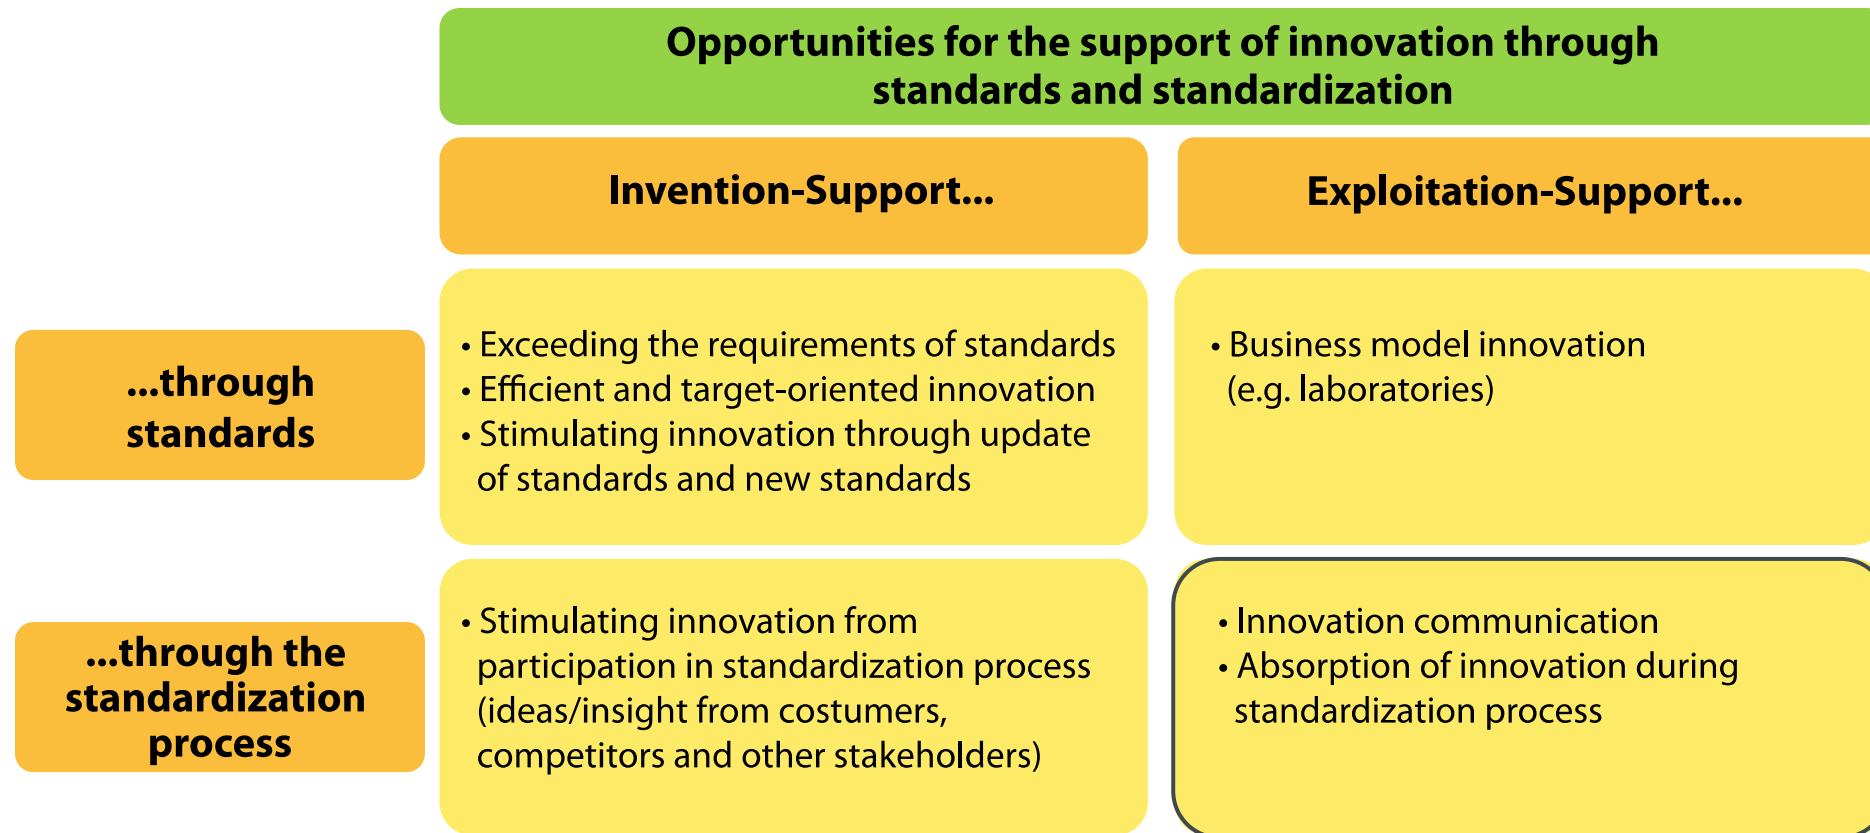 Opportunities for the support of innovation through
standards and standardization
Invention-Support...
Exploitation-Support...
...through
standards
• Exceeding the requirements of standards
• Efficient and target-oriented innovation
• Stimulating innovation through update
of standards and new standards
• Business model innovation
(e.g. laboratories)
...through the
standardization
process
• Stimulating innovation from
participation in standardization process
(ideas/insight from costumers,
competitors and other stakeholders)
• Innovation communication
• Absorption of innovation during
standardization process